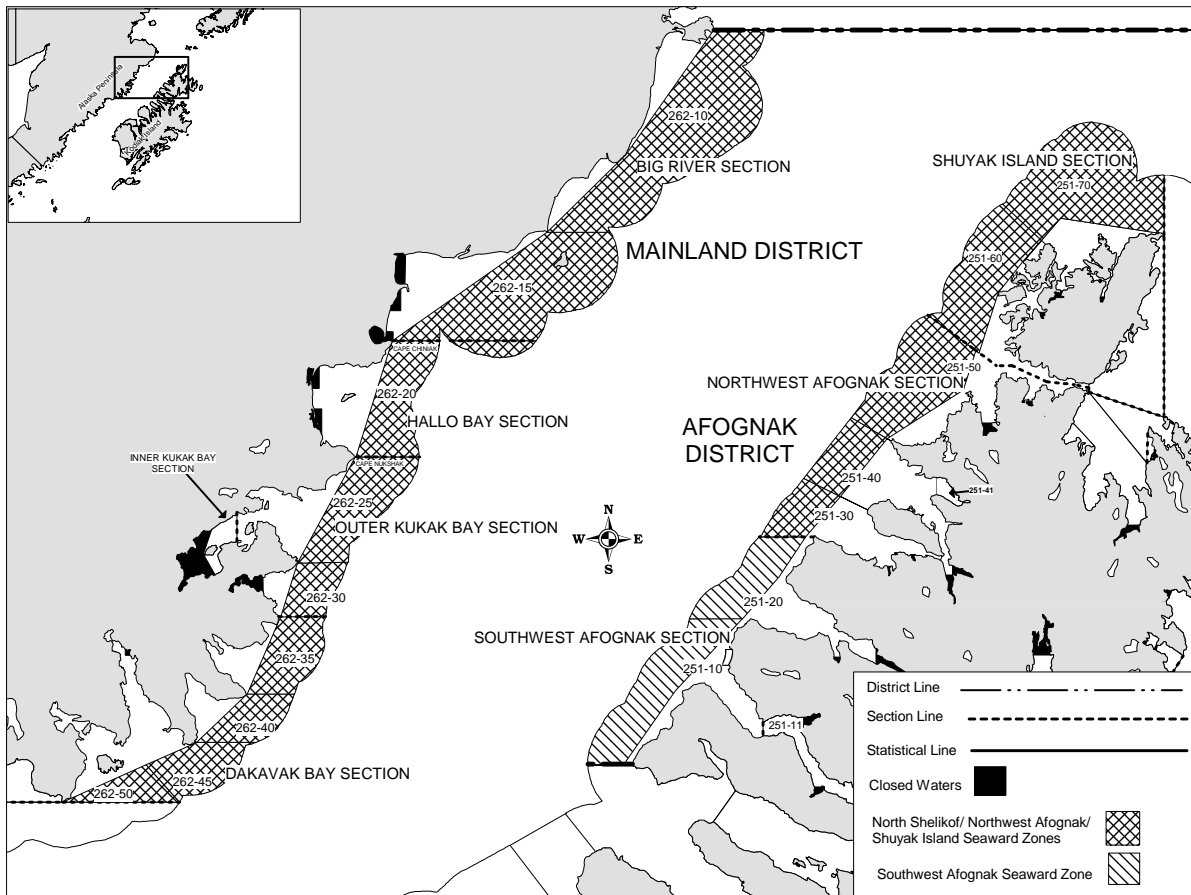 Alaska Peninsula
Kodiak Island
262-10
BIG RIVER SECTION
SHUYAK ISLAND SECTION
251-70
MAINLAND DISTRICT
251-60
262-15
CAPE CHINIAK
251-50
NORTHWEST AFOGNAK SECTION
262-20
HALLO BAY SECTION
AFOGNAK
DISTRICT
INNER KUKAK BAY
SECTION
CAPE NUKSHAK
262-25
251-40
251-41
OUTER KUKAK BAY SECTION
251-30
N
W E
S
262-30
251-20
SOUTHWEST AFOGNAK SECTION
262-35
251-10
262-40
251-11
DAKAVAK BAY SECTION
262-45
262-50
District Line
Section Line
Statistical Line
Closed Waters
North Shelikof/ Northwest Afognak/
Shuyak Island Seaward Zones
Southwest Afognak Seaward Zone